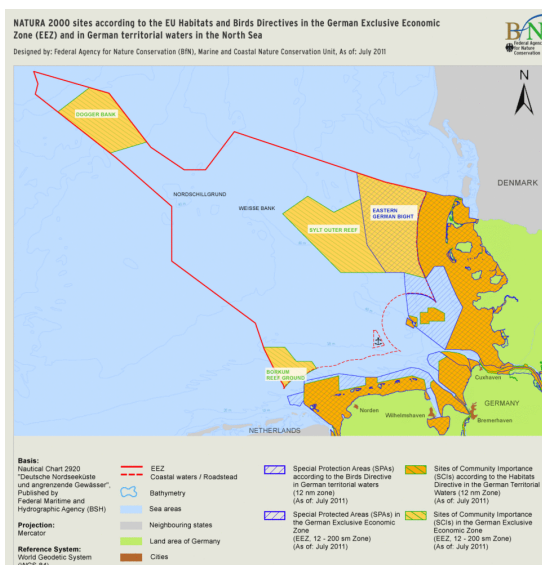 NATURA 2000 sites according to the EU Habitats and Birds Directives in the German Exclusive Economic
Zone (EEZ) and in German territorial waters in the North Sea
Designed by: Federal Agency for Nature Conservation (BfN), Marine and Coastal Nature Conservation Unit, As of: July 2011
BfN
Federal Agency
for Nature
Conservation
N
DOGGER BANK
DENMARK
NORDSCHILLGRUND
WEISSE BANK
EASTERN
GERMAN BIGHT
SYLT OUTER REEF
BORKUM
REEF GROUND
Cuxhaven
GERMANY
Norden
Wilhelmshaven
Bremerhaven
NETHERLANDS
Basis:
Nautical Chart 2920
"Deutsche Nordseeküste
und angrenzende Gewässer",
Published by
Federal Maritime and
Hydrographic Agency (BSH)
Projection:
Mercator
Reference System:
World Geodetic System
EEZ
Coastal waters / Roadstead
Bathymetry
Sea areas
Neighbouring states
Land area of Germany
Cities
Special Protection Areas (SPAs)
according to the Birds Directive
in German territorial waters
(12 nm zone)
(As of: July 2011)
Special Protected Areas (SPAs) in
the German Exclusive Economic
Zone
(EEZ, 12 - 200 sm Zone)
(As of: July 2011)
Sites of Community Importance
(SCIs) according to the Habitats
Directive in the German Territorial
Waters (12 nm Zone)
(As of: July 2011)
Sites of Community Importance
(SCIs) in the German Exclusive
Economic Zone
(EEZ, 12 - 200 sm Zone)
(As of: July 2011)